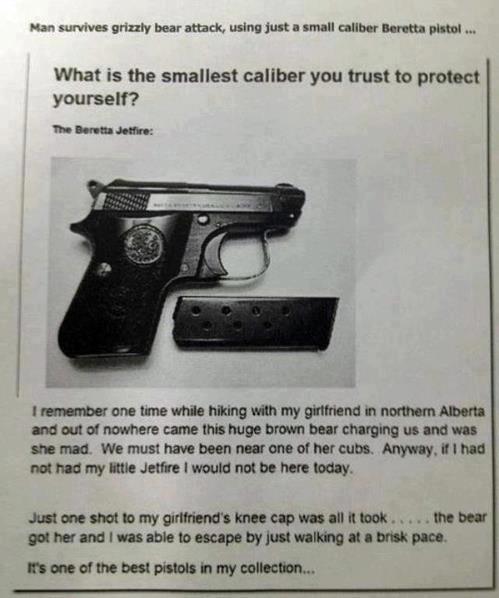 Man survives grizzly bear attack, using just a small caliber Beretta pistol ...
What is the smallest caliber you trust to protect
yourself?
The Beretta Jetfire:
I remember one time while hiking with my girlfriend in northern Alberta
and out of nowhere came this huge brown bear charging us and was
she mad. We must have been near one of her cubs. Anyway, if I had
not had my little Jetfire I would not be here today.
Just one shot to my girlfriend's knee cap was all it took . . . . . the bear
got her and I was able to escape by just walking at a brisk pace.
It's one of the best pistols in my collection...